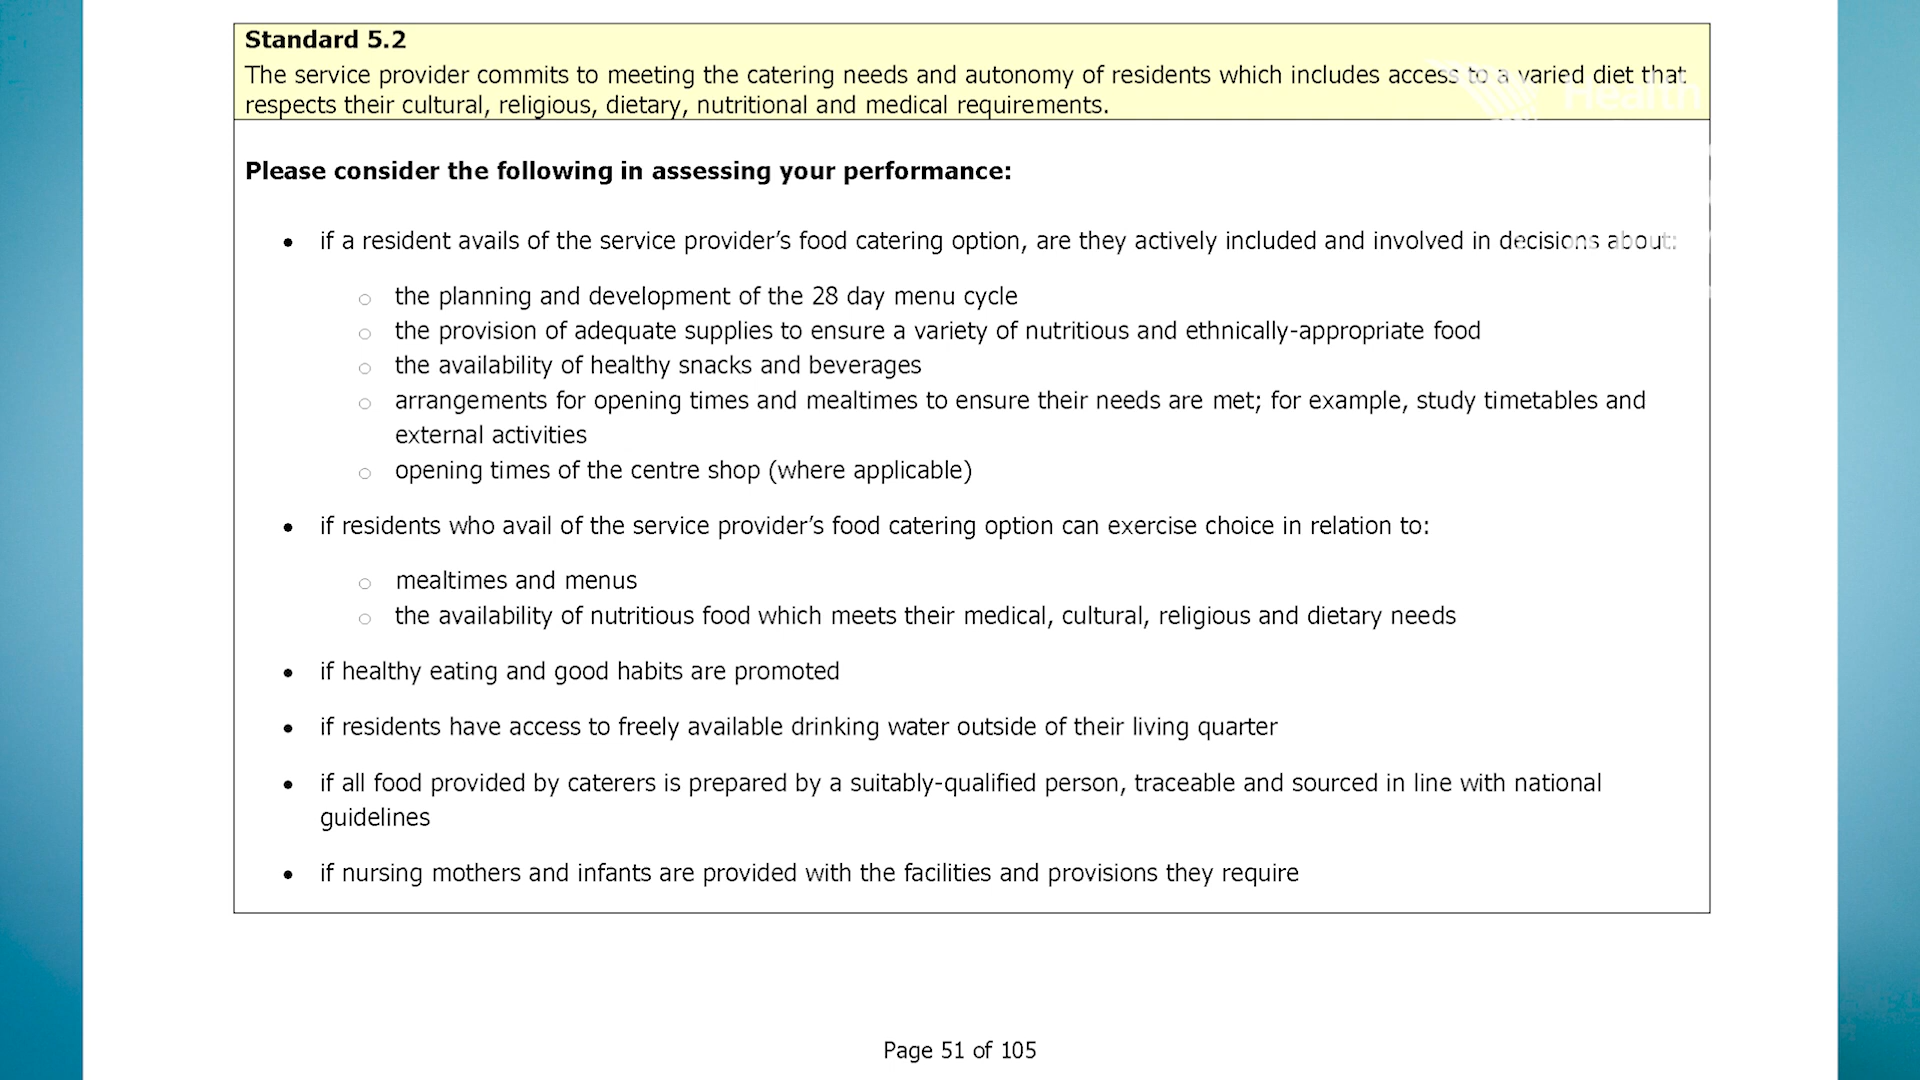 Standard 5.2
The service provider commits to meeting the catering needs and autonomy of residents which includes access to a varied diet that
respects their cultural, religious, dietary, nutritional and medical requirements.
Health
Please consider the following in assessing your performance:
• if a resident avails of the service provider’s food catering option, are they actively included and involved in decisions about:
○ the planning and development of the 28 day menu cycle
○ the provision of adequate supplies to ensure a variety of nutritious and ethnically-appropriate food
○ the availability of healthy snacks and beverages
○ arrangements for opening times and mealtimes to ensure their needs are met; for example, study timetables and
external activities
○ opening times of the centre shop (where applicable)
• if residents who avail of the service provider’s food catering option can exercise choice in relation to:
○ mealtimes and menus
○ the availability of nutritious food which meets their medical, cultural, religious and dietary needs
• if healthy eating and good habits are promoted
• if residents have access to freely available drinking water outside of their living quarter
• if all food provided by caterers is prepared by a suitably-qualified person, traceable and sourced in line with national
guidelines
• if nursing mothers and infants are provided with the facilities and provisions they require
Page 51 of 105